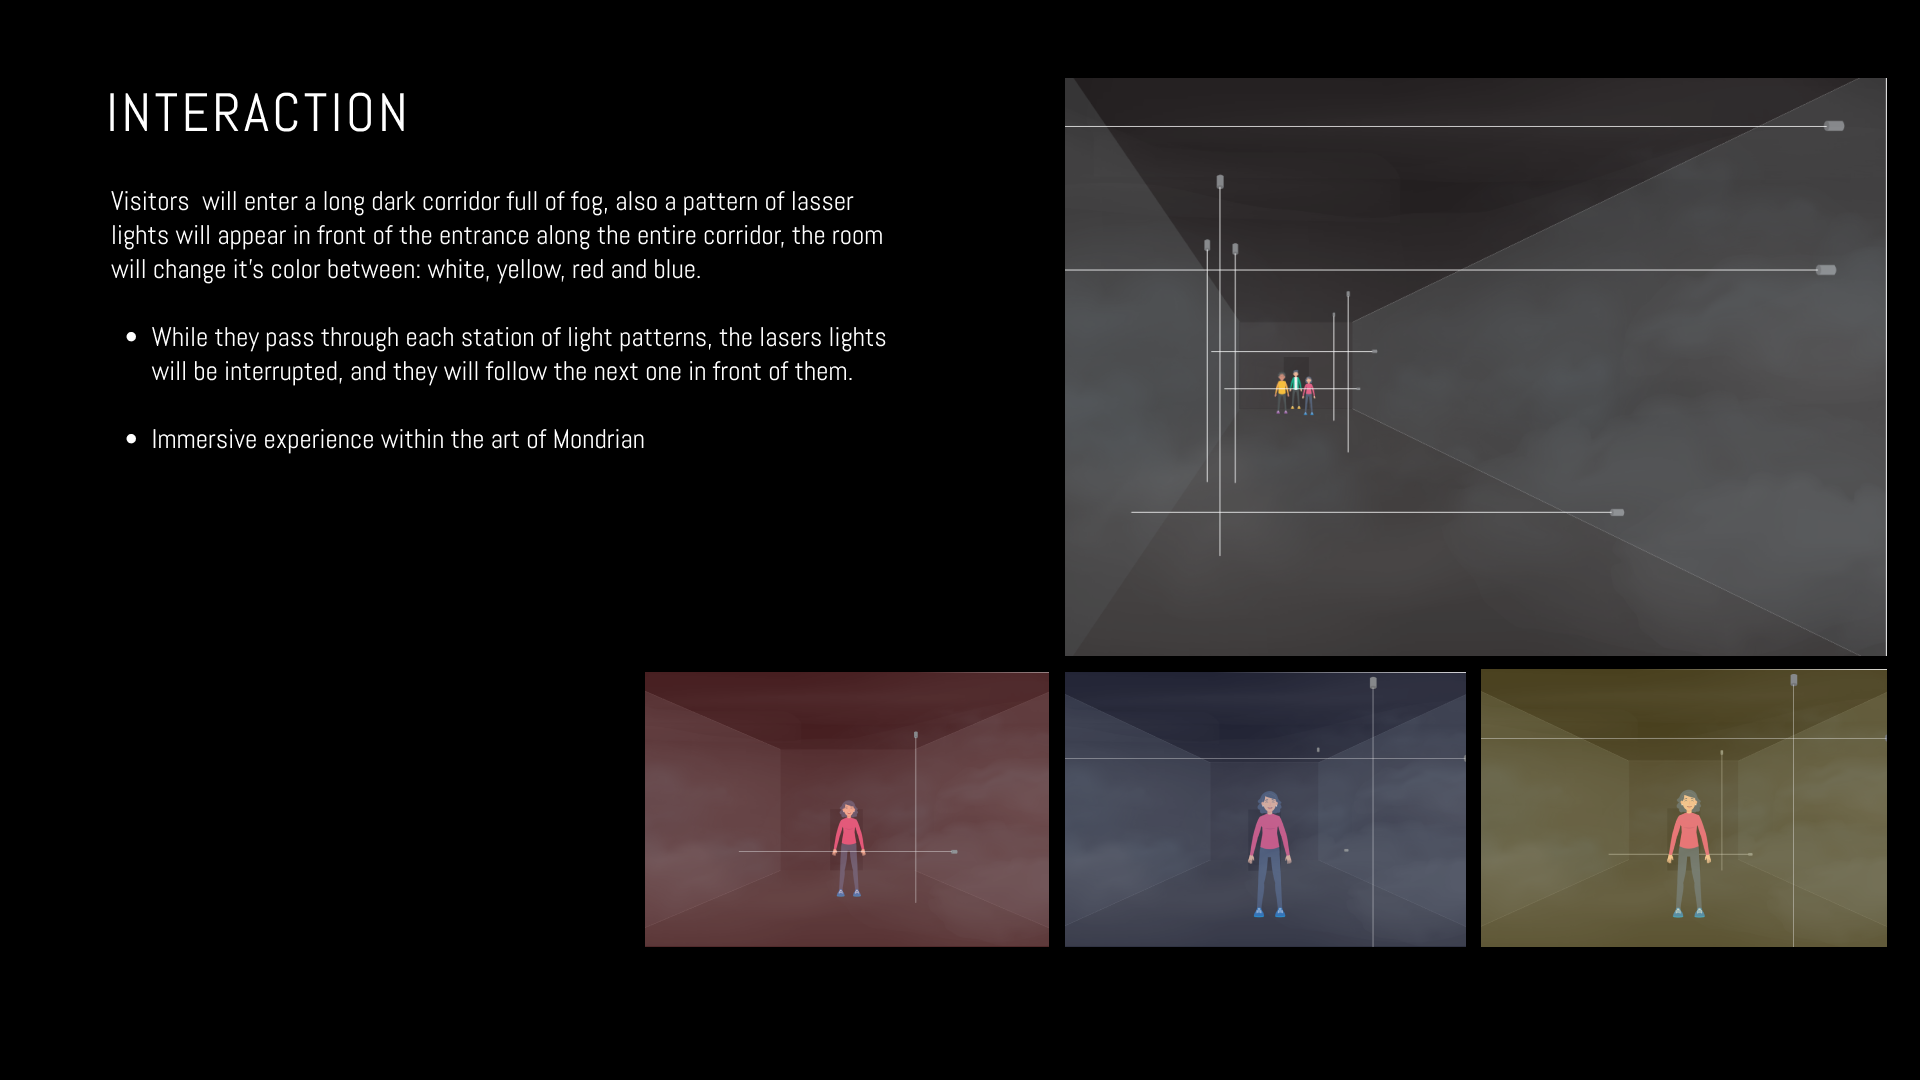 INTERACTION
Visitors  will enter a long dark corridor full of fog, also a pattern of lasser
lights will appear in front of the entrance along the entire corridor, the room
will change it's color between: white, yellow, red and blue.
• While they pass through each station of light patterns, the lasers lights
will be interrupted, and they will follow the next one in front of them.
• Immersive experience within the art of Mondrian